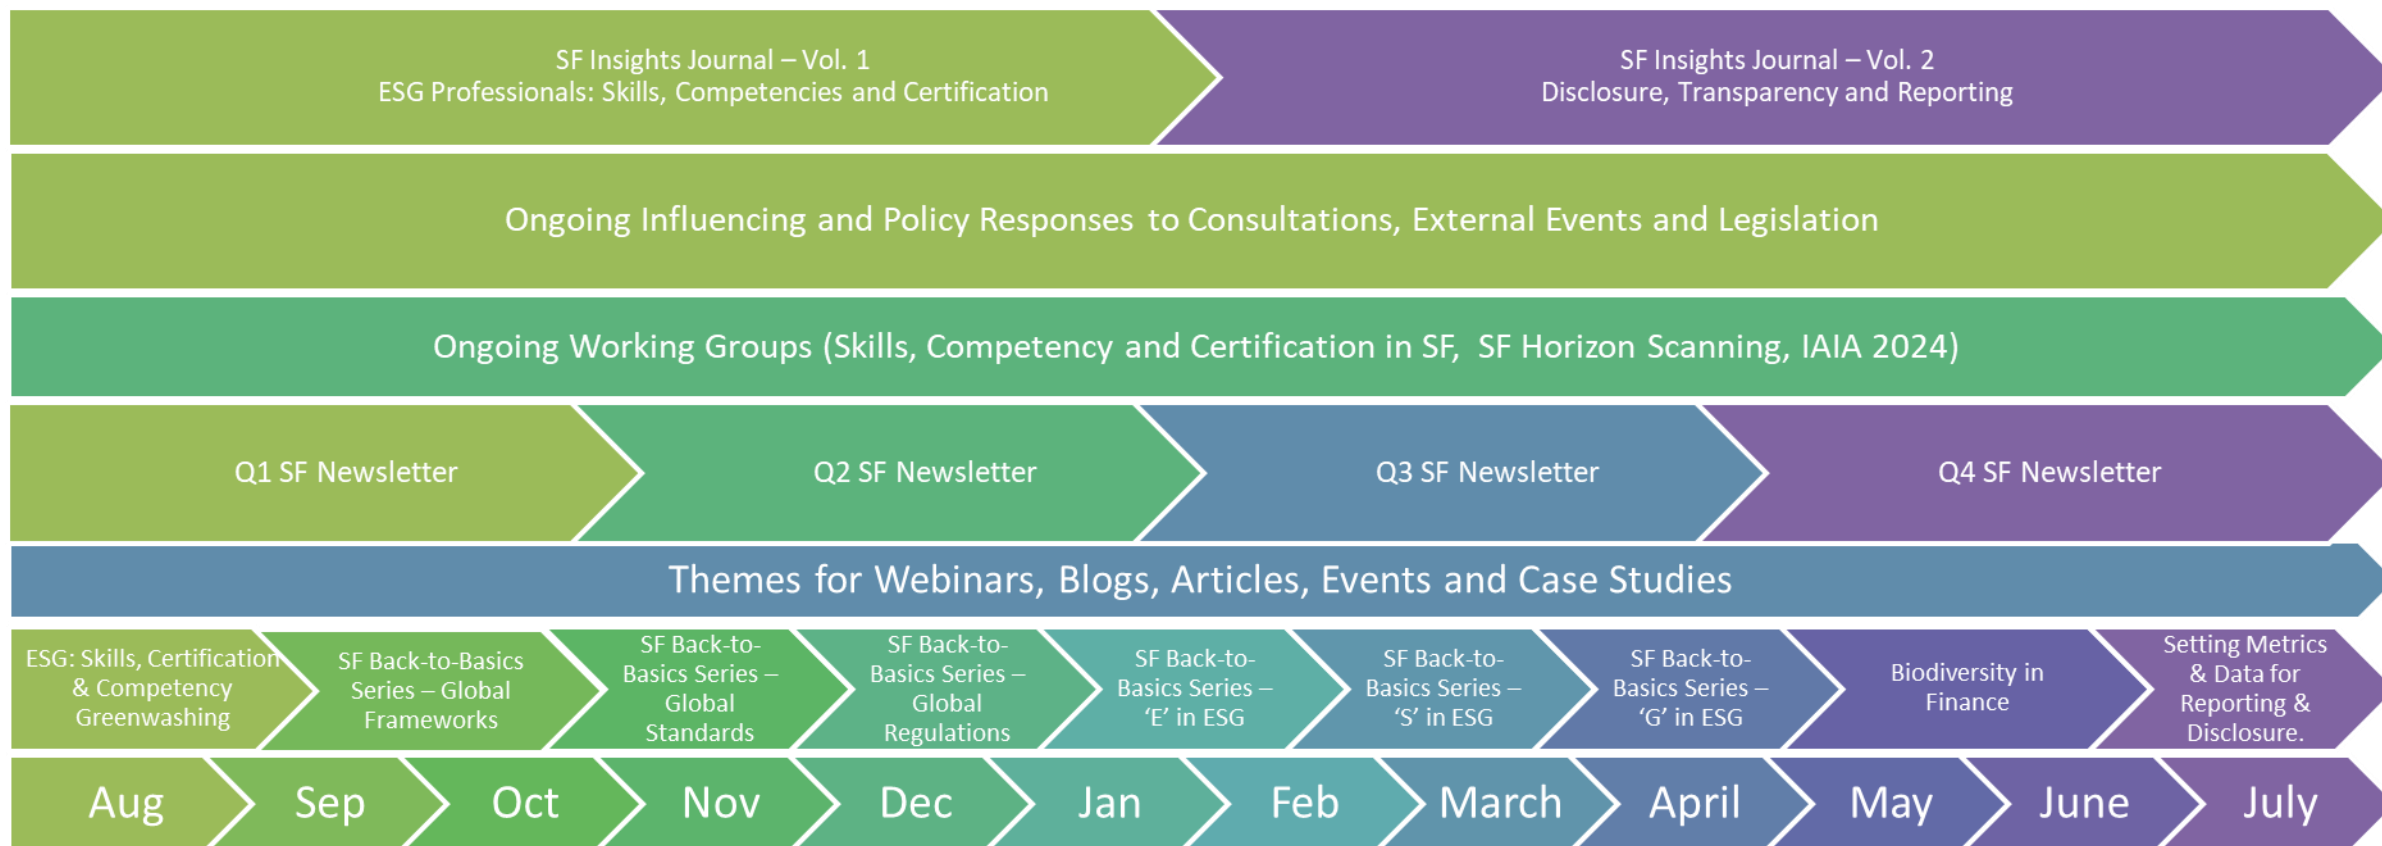 SF Insights Journal – Vol. 1
ESG Professionals: Skills, Competencies and Certification
SF Insights Journal – Vol. 2
Disclosure, Transparency and Reporting
Ongoing Influencing and Policy Responses to Consultations, External Events and Legislation
Ongoing Working Groups (Skills, Competency and Certification in SF, SF Horizon Scanning, IAIA 2024)
Q1 SF Newsletter
Q2 SF Newsletter
Q3 SF Newsletter
Q4 SF Newsletter
Themes for Webinars, Blogs, Articles, Events and Case Studies
ESG: Skills, Certification
& Competency
Greenwashing
SF Back-to-Basics
Series – Global
Frameworks
SF Back-to-
Basics Series –
Global
Standards
SF Back-to-
Basics Series –
Global
Regulations
SF Back-to-
Basics Series –
‘E’ in ESG
SF Back-to-
Basics Series –
‘S’ in ESG
SF Back-to-
Basics Series –
‘G’ in ESG
Biodiversity in
Finance
Setting Metrics
& Data for
Reporting &
Disclosure.
Aug
Sep
Oct
Nov
Dec
Jan
Feb
March
April
May
June
July